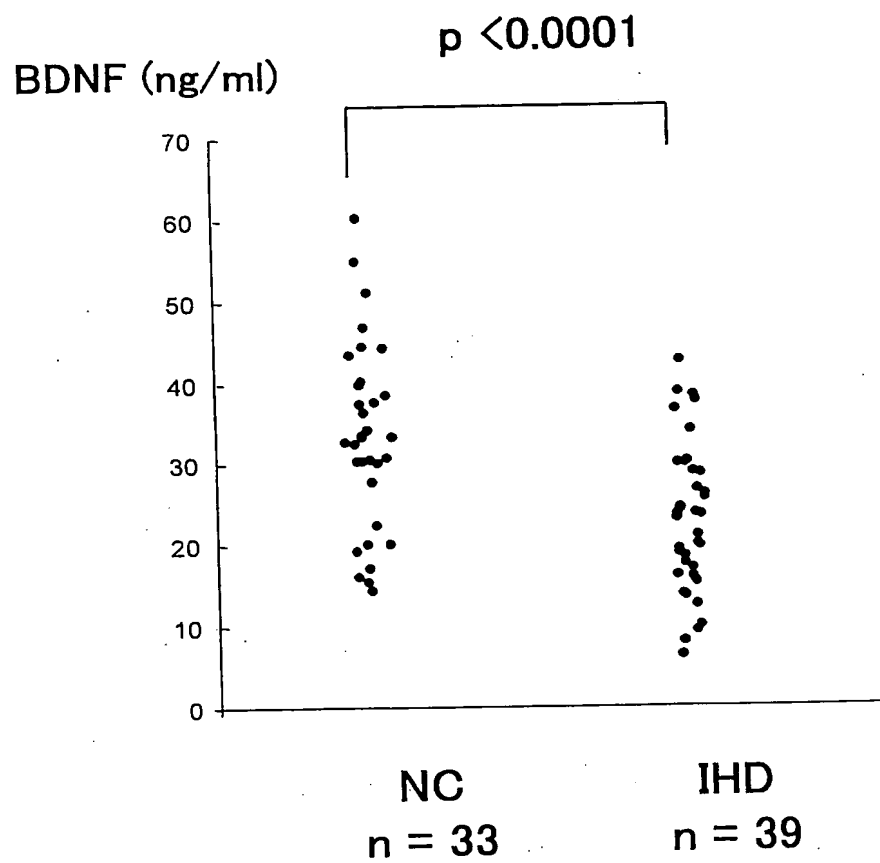 p <0.0001
BDNF (ng/ml)
70
60
50
40
30
20
10
0
NC
IHD
n = 33
n = 39